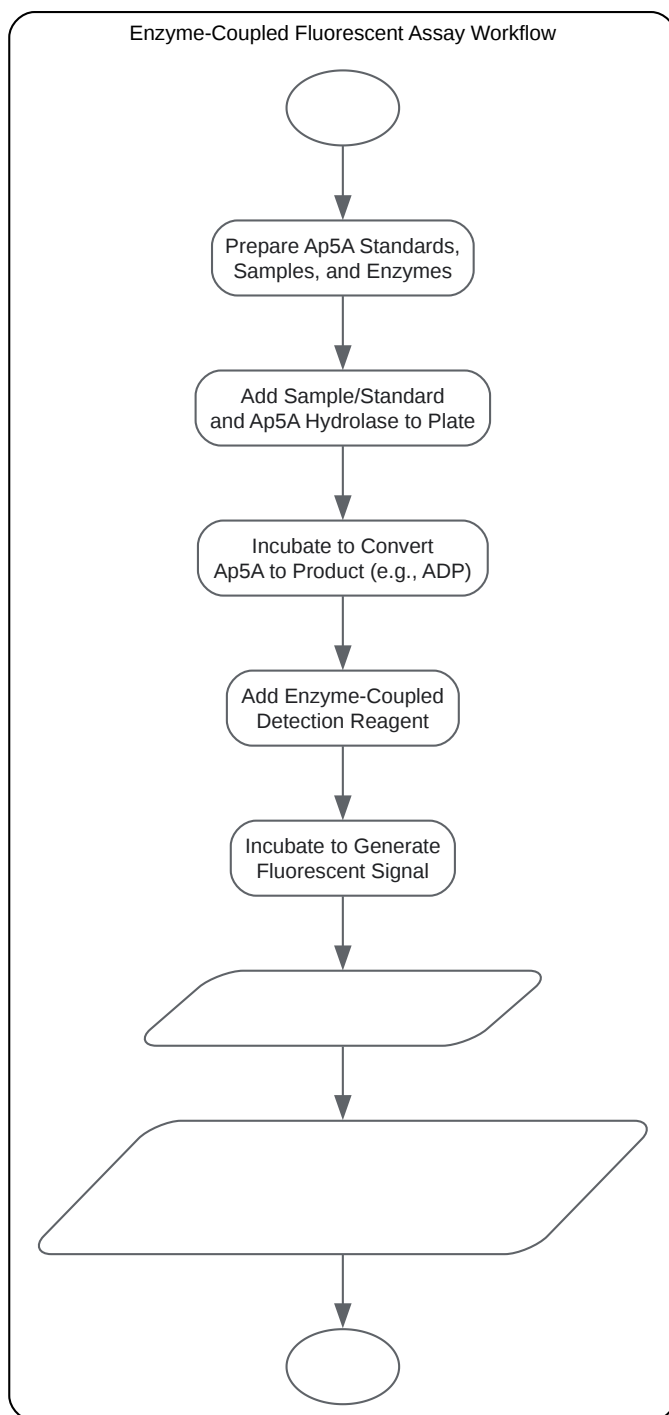 Enzyme-Coupled Fluorescent Assay Workflow
Prepare Ap5A Standards,
Samples, and Enzymes
Add Sample/Standard
and Ap5A Hydrolase to Plate
Incubate to Convert
Ap5A to Product (e.g., ADP)
Add Enzyme-Coupled
Detection Reagent
Incubate to Generate
Fluorescent Signal